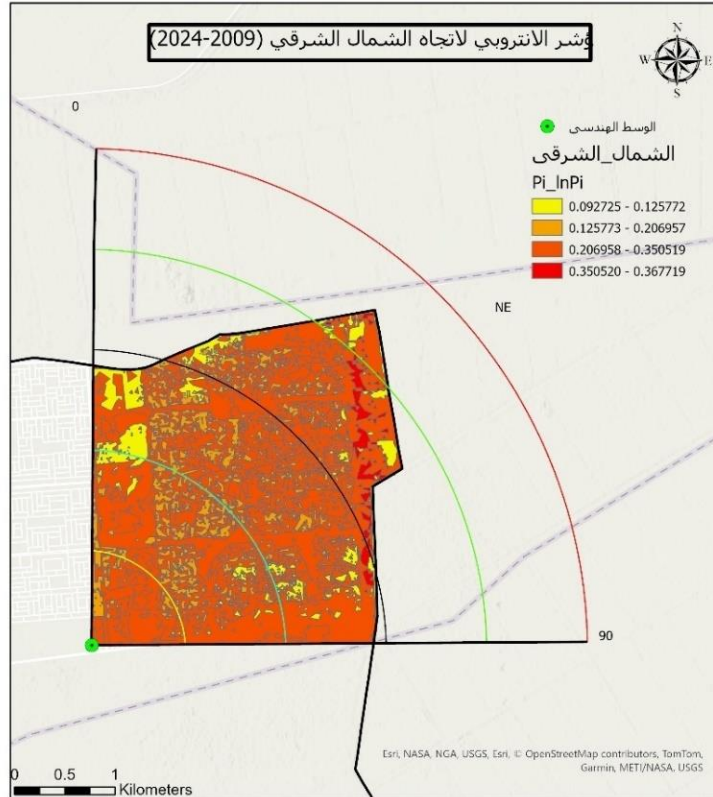 ؤشر الانتروبي لاتجاه الشمال الشرقي (2009-2024)
N
W E
S
0
الوسط الهندسي
الشمال_الشرقي
Pi_lnPi
0.092725 - 0.125772
0.125773 - 0.206957
0.206958 - 0.350519
0.350520 - 0.367719
NE
90
Esri, NASA, NGA, USGS, Esri, © OpenStreetMap contributors, TomTom,
Garmin, METI/NASA, USGS
0 0.5 1
Kilometers